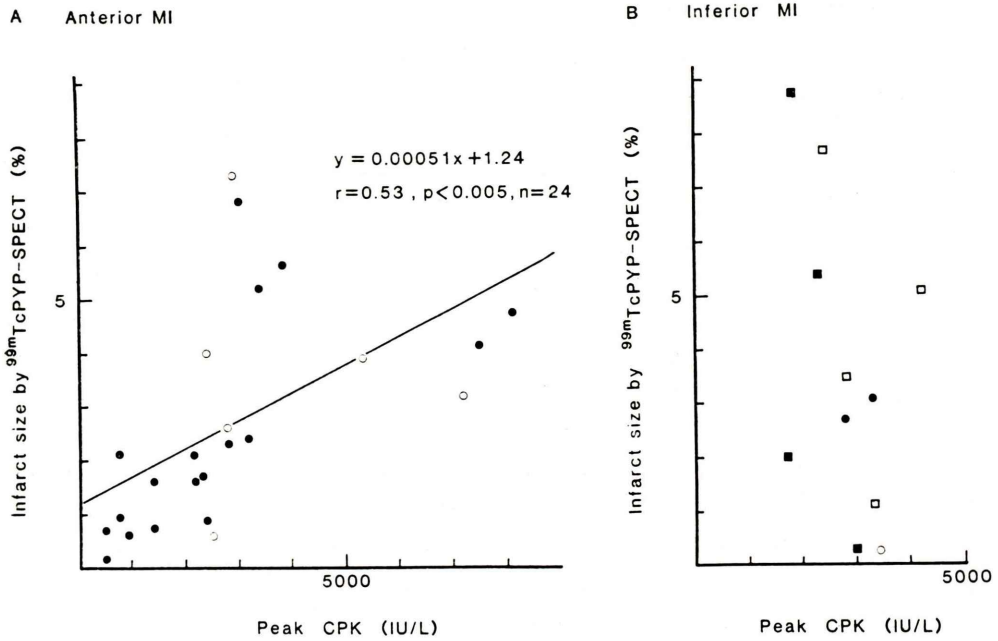 A Anterior MI
Infarct size by 99mTcPYP-SPECT (%)
y = 0.00051x+1.24
r=0.53 , p<0.005, n=24
5
5000
Peak CPK (IU/L)
B Inferior MI
Infarct size by 99mTcPYP-SPECT (%)
5
5000
Peak CPK (IU/L)